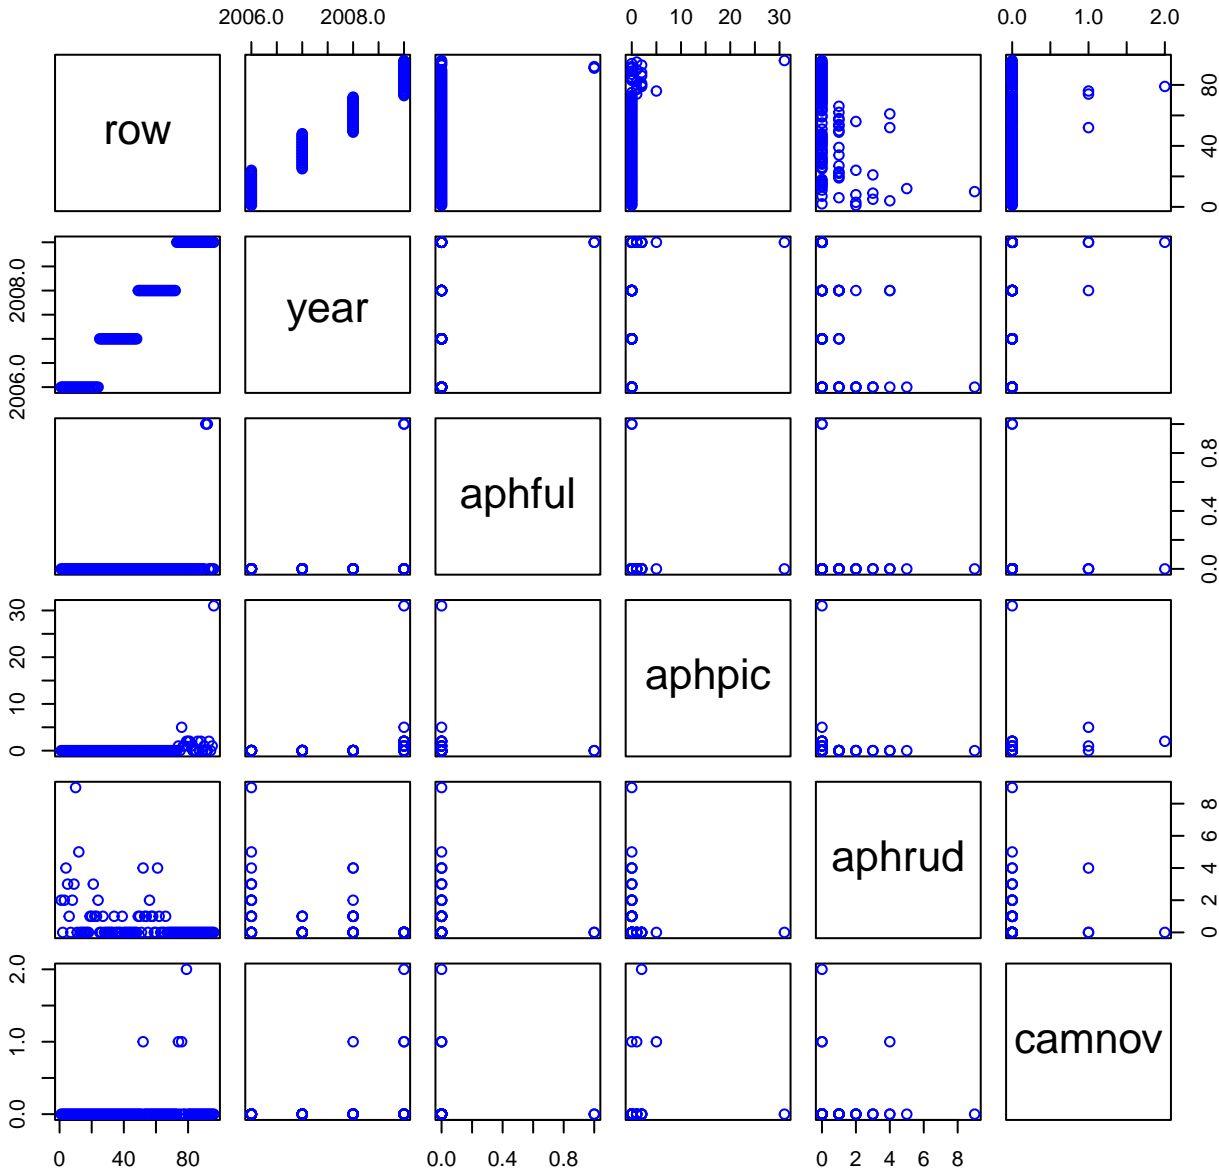 2006.0 2008.0 0 10 20 30 0.0 1.0 2.0
row 0 40 80
2006.0 2008.0 year
aphful 0.0 0.4 0.8
0 10 20 30 aphpic
aphrud 0 2 4 6 8
0.0 1.0 2.0 camnov
0 40 80 0.0 0.4 0.8 0 2 4 6 8